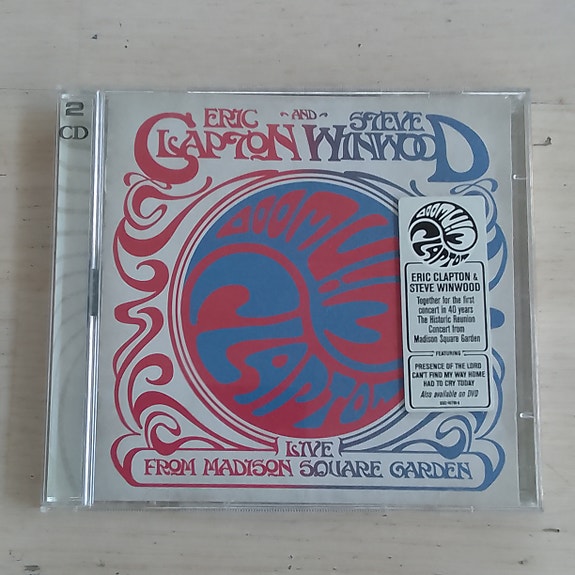 2
CD
ERIC AND STEVE
CLAPTON WINWOOD
WINWOOD
CLAPTON
WINWOOD
CLAPTON
ERIC CLAPTON &
STEVE WINWOOD
Together for the first
concert in 40 years
The Historic Reunion
Concert from
Madison Square Garden
FEATURING
PRESENCE OF THE LORD
CAN'T FIND MY WAY HOME
HAD TO CRY TODAY
Also available on DVD
LIVE
FROM MADISON SQUARE GARDEN